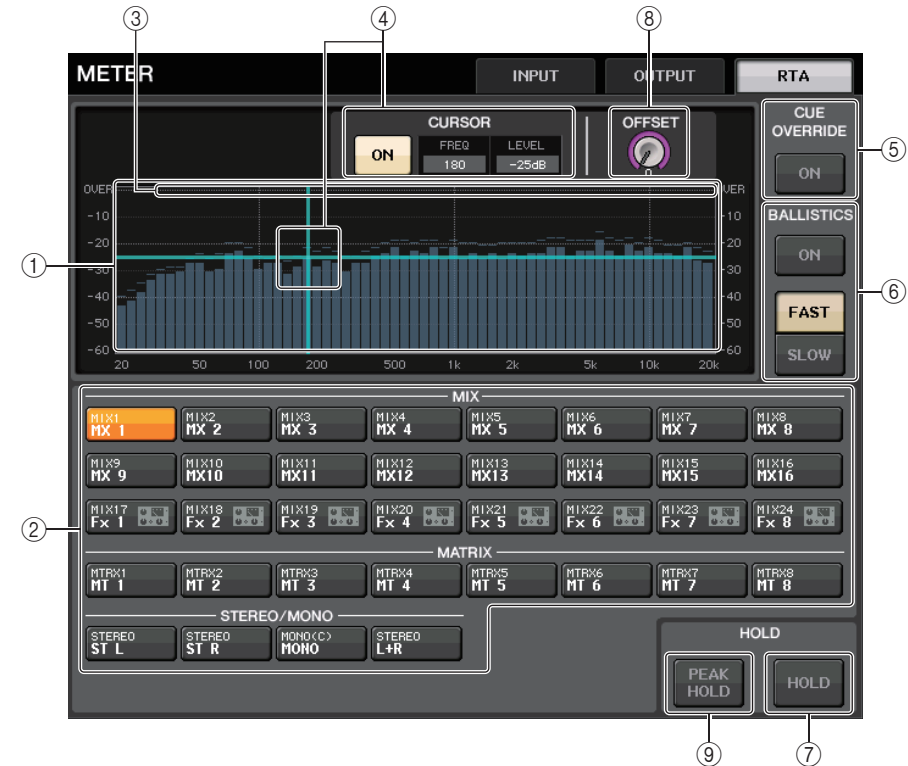 ③ ④ ⑧
METER INPUT OUTPUT RTA
CURSOR OFFSET CUE OVERRIDE
ON FREQ LEVEL
180 -25dB 0 ON ⑤
OVER OVER
-10 -10 BALLISTICS
-20 -20 ON
① -30 -30
-40 -40 FAST ⑥
-50 -50
-60 -60 SLOW
20 50 100 200 500 1k 2k 5k 10k 20k
MIX
MIX1 MIX2 MIX3 MIX4 MIX5 MIX6 MIX7 MIX8
MX 1 MX 2 MX 3 MX 4 MX 5 MX 6 MX 7 MX 8
MIX9 MIX10 MIX11 MIX12 MIX13 MIX14 MIX15 MIX16
MX 9 MX10 MX11 MX12 MX13 MX14 MX15 MX16
② MIX17 MIX18 MIX19 MIX20 MIX21 MIX22 MIX23 MIX24
Fx 1 Fx 2 Fx 3 Fx 4 Fx 5 Fx 6 Fx 7 Fx 8
MATRIX
MTRX1 MTRX2 MTRX3 MTRX4 MTRX5 MTRX6 MTRX7 MTRX8
MT 1 MT 2 MT 3 MT 4 MT 5 MT 6 MT 7 MT 8
STEREO/MONO
STEREO STEREO MONO(C) STEREO
ST L ST R MONO L+R
HOLD
PEAK HOLD HOLD
⑨ ⑦